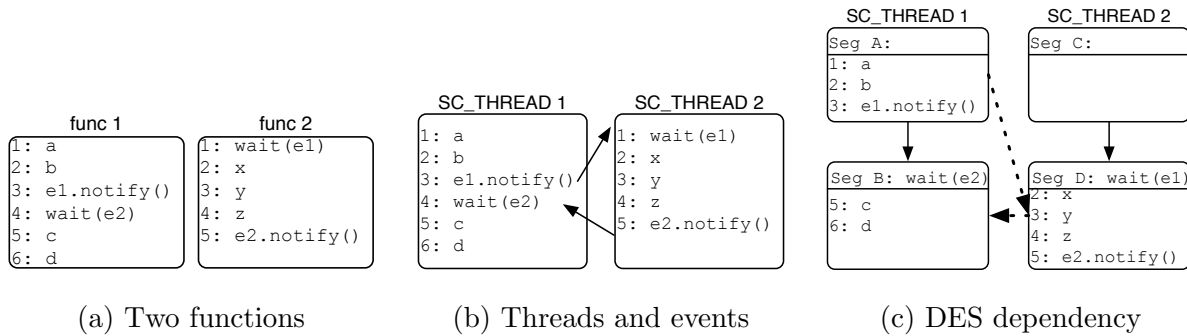 func 1
1: a
2: b
3: e1.notify()
4: wait(e2)
5: c
6: d
func 2
1: wait(e1)
2: x
3: y
4: z
5: e2.notify()
(a) Two functions
SC_THREAD 1
1: a
2: b
3: e1.notify()
4: wait(e2)
5: c
6: d
SC_THREAD 2
1: wait(e1)
2: x
3: y
4: z
5: e2.notify()
(b) Threads and events
SC_THREAD 1
Seg A:
1: a
2: b
3: e1.notify()
Seg B: wait(e2)
5: c
6: d
SC_THREAD 2
Seg C:
Seg D: wait(e1)
2: x
3: y
4: z
5: e2.notify()
(c) DES dependency